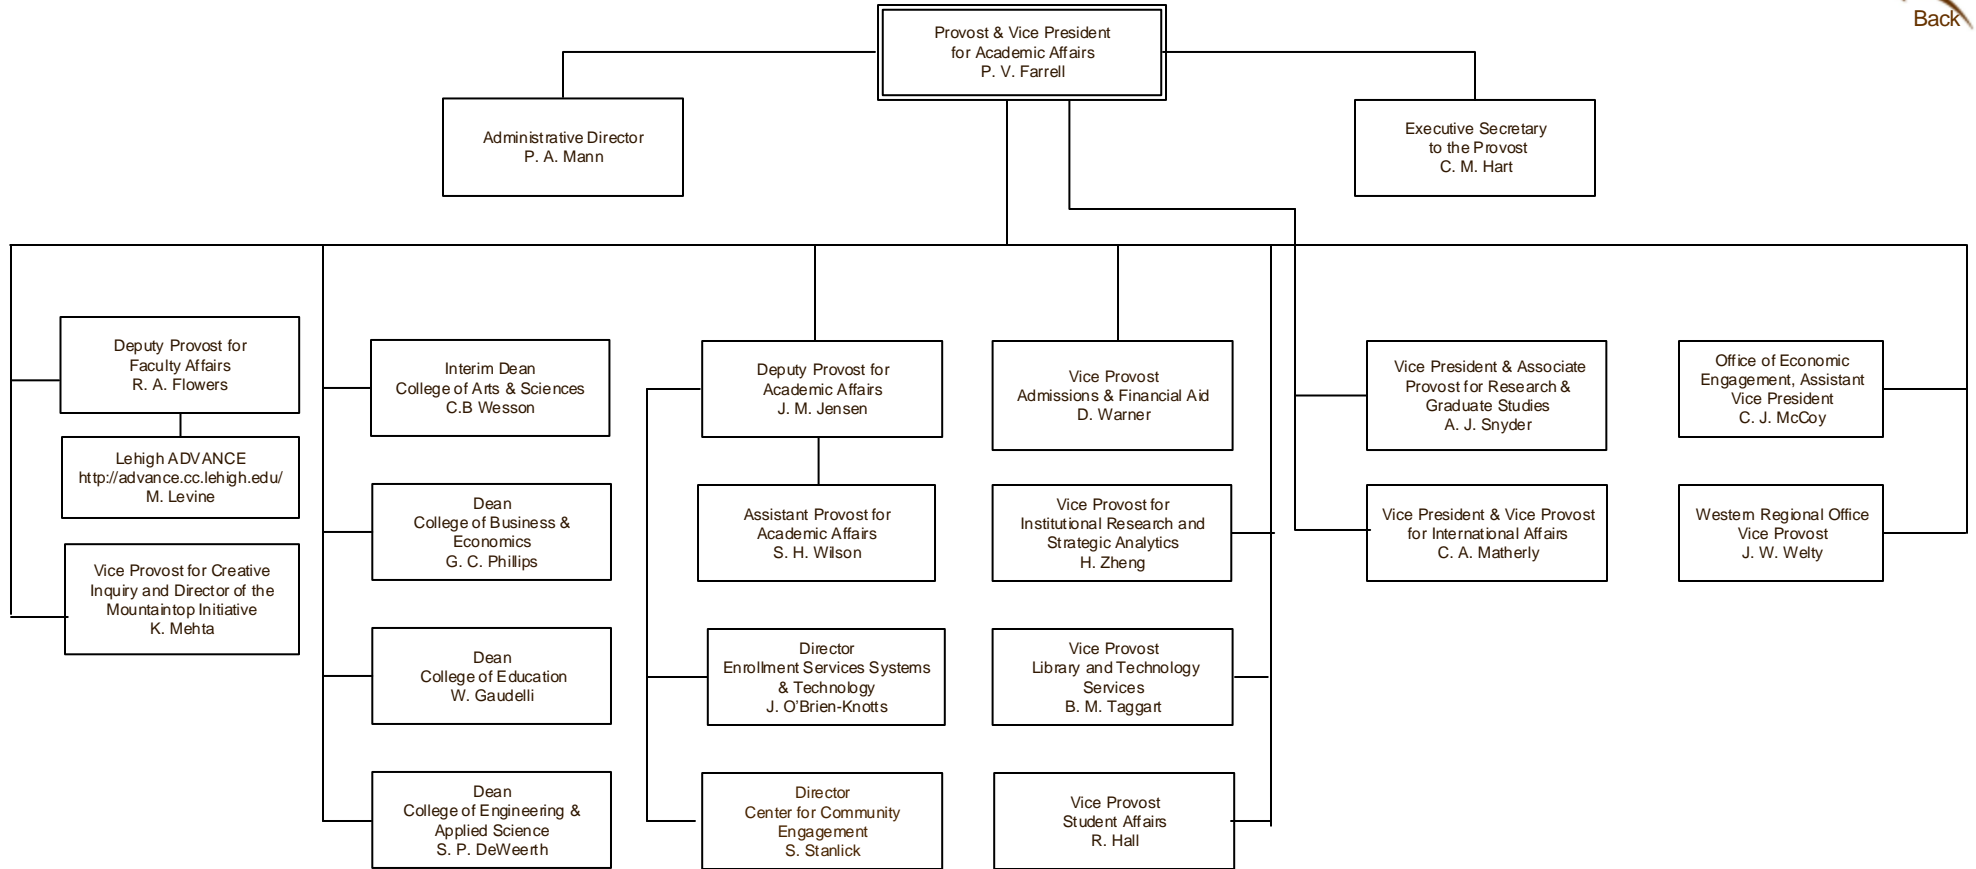 Back
Provost & Vice President
for Academic Affairs
P. V. Farrell
Administrative Director
P. A. Mann
Executive Secretary
to the Provost
C. M. Hart
Deputy Provost for
Faculty Affairs
R. A. Flowers
Lehigh ADVANCE
http://advance.cc.lehigh.edu/
M. Levine
Vice Provost for Creative
Inquiry and Director of the
Mountaintop Initiative
K. Mehta
Interim Dean
College of Arts & Sciences
C.B Wesson
Dean
College of Business &
Economics
G. C. Phillips
Dean
College of Education
W. Gaudelli
Dean
College of Engineering &
Applied Science
S. P. DeWeerth
Deputy Provost for
Academic Affairs
J. M. Jensen
Assistant Provost for
Academic Affairs
S. H. Wilson
Director
Enrollment Services Systems
& Technology
J. O’Brien-Knotts
Director
Center for Community
Engagement
S. Stanlick
Vice Provost
Admissions & Financial Aid
D. Warner
Vice Provost for
Institutional Research and
Strategic Analytics
H. Zheng
Vice Provost
Library and Technology
Services
B. M. Taggart
Vice Provost
Student Affairs
R. Hall
Vice President & Associate
Provost for Research &
Graduate Studies
A. J. Snyder
Vice President & Vice Provost
for International Affairs
C. A. Matherly
Office of Economic
Engagement, Assistant
Vice President
C. J. McCoy
Western Regional Office
Vice Provost
J. W. Welty